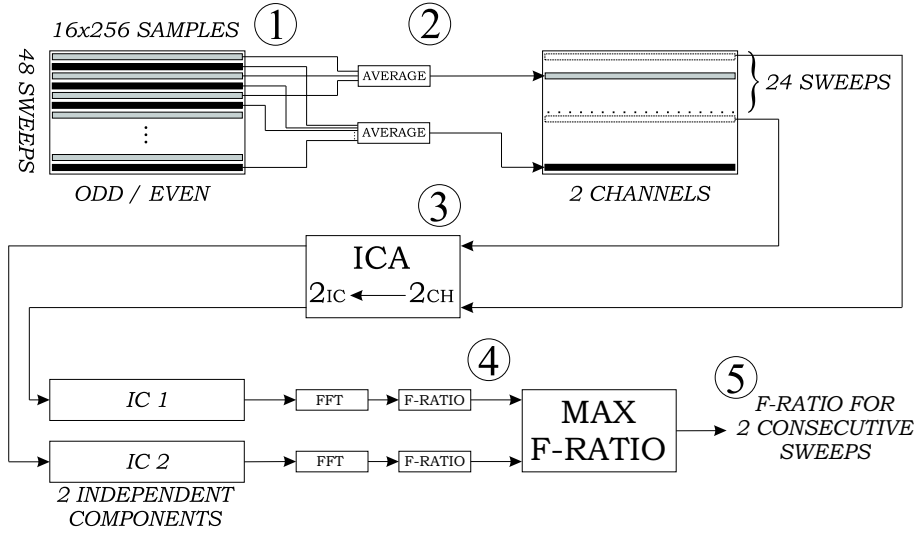 16x256 SAMPLES
1
2
48 SWEEPS
AVERAGE
AVERAGE
24 SWEEPS
ODD / EVEN
2 CHANNELS
3
ICA
2IC 2CH
4
5
IC 1
FFT
F-RATIO
MAX
F-RATIO
F-RATIO FOR
2 CONSECUTIVE
SWEEPS
IC 2
FFT
F-RATIO
2 INDEPENDENT
COMPONENTS